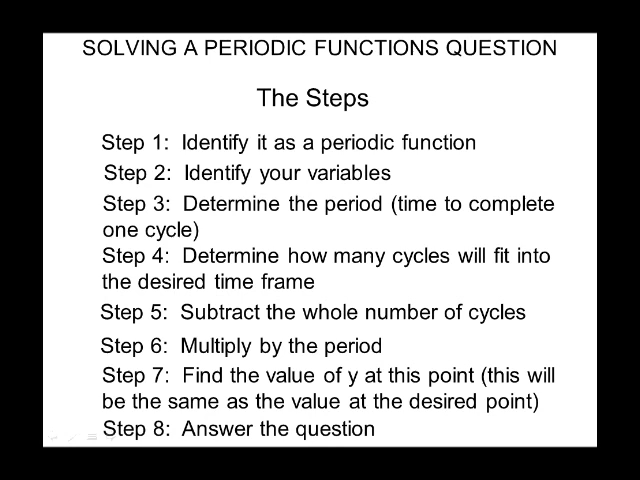 SOLVING A PERIODIC FUNCTIONS QUESTION
The Steps
Step 1:  Identify it as a periodic function
Step 2:  Identify your variables
Step 3:  Determine the period (time to complete
one cycle)
Step 4:  Determine how many cycles will fit into
the desired time frame
Step 5:  Subtract the whole number of cycles
Step 6:  Multiply by the period
Step 7:  Find the value of y at this point (this will
be the same as the value at the desired point)
Step 8:  Answer the question